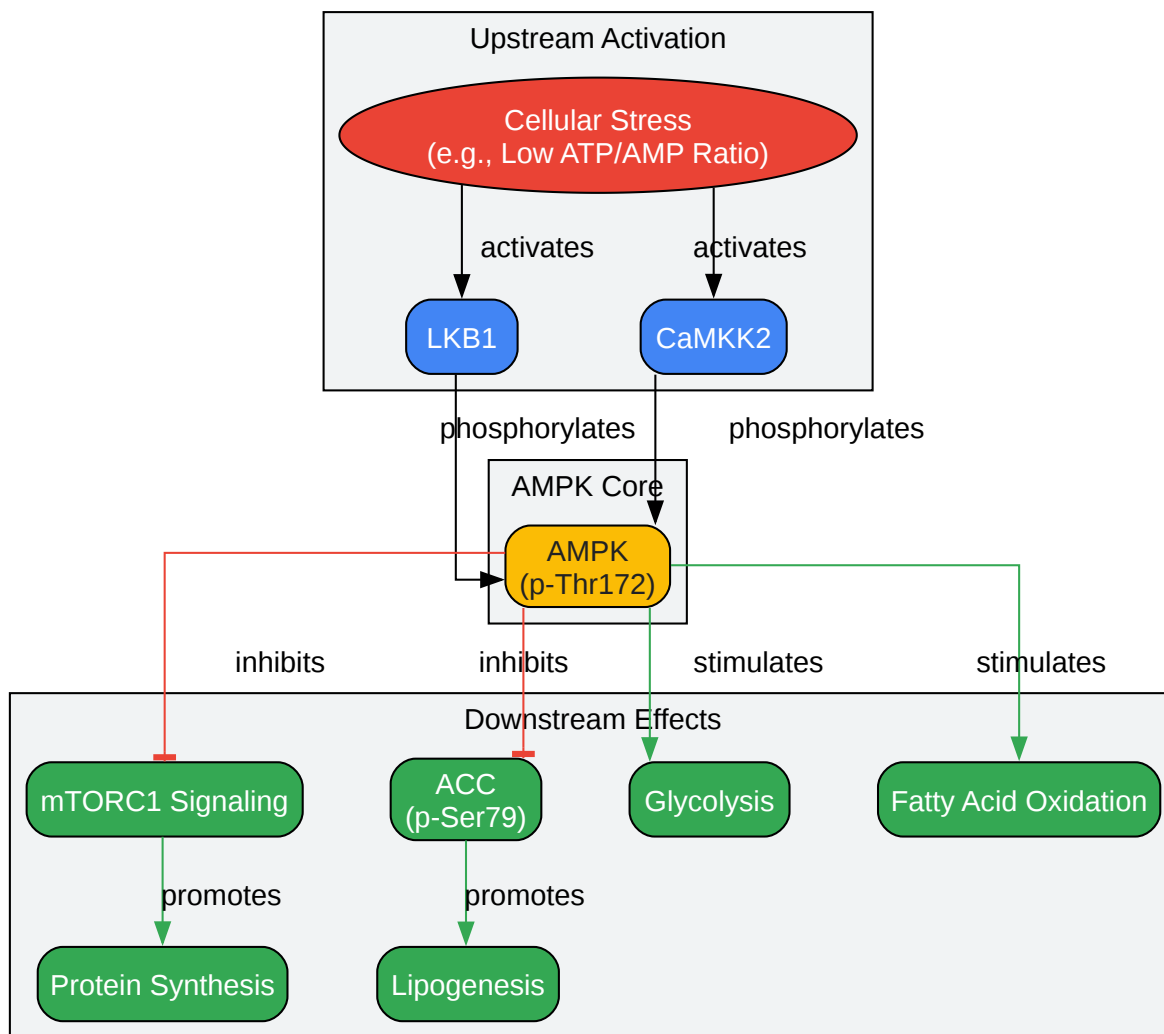 Upstream Activation
Cellular Stress
(e.g., Low ATP/AMP Ratio)
activates
activates
LKB1
CaMKK2
phosphorylates
phosphorylates
AMPK Core
AMPK
(p-Thr172)
inhibits
inhibits
stimulates
stimulates
Downstream Effects
mTORC1 Signaling
ACC
(p-Ser79)
Glycolysis
Fatty Acid Oxidation
promotes
promotes
Protein Synthesis
Lipogenesis